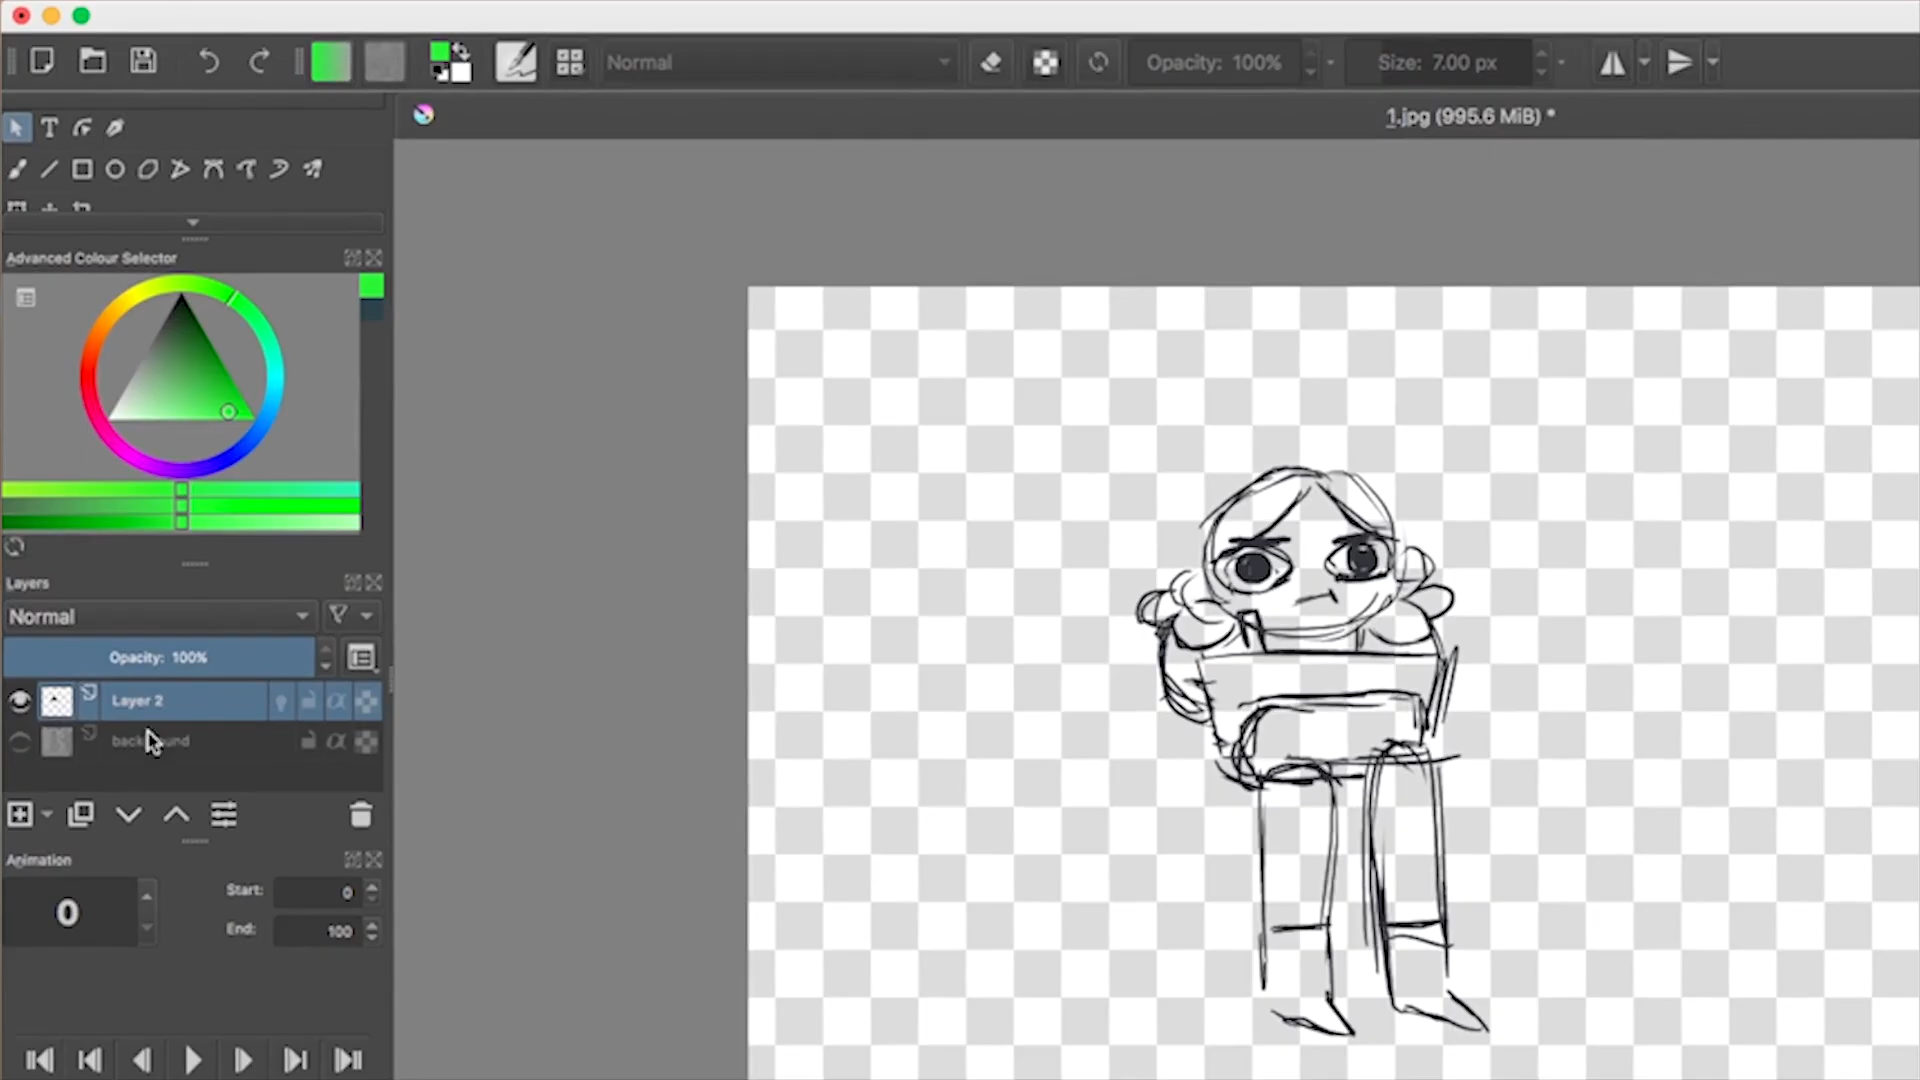 Normal
Opacity: 100%
Size: 7.00 px
1.jpg (995.6 MiB) *
T
Advanced Colour Selector
Layers
Normal
Opacity: 100%
Layer 2
background
Animation
0
Start: 0
End: 100